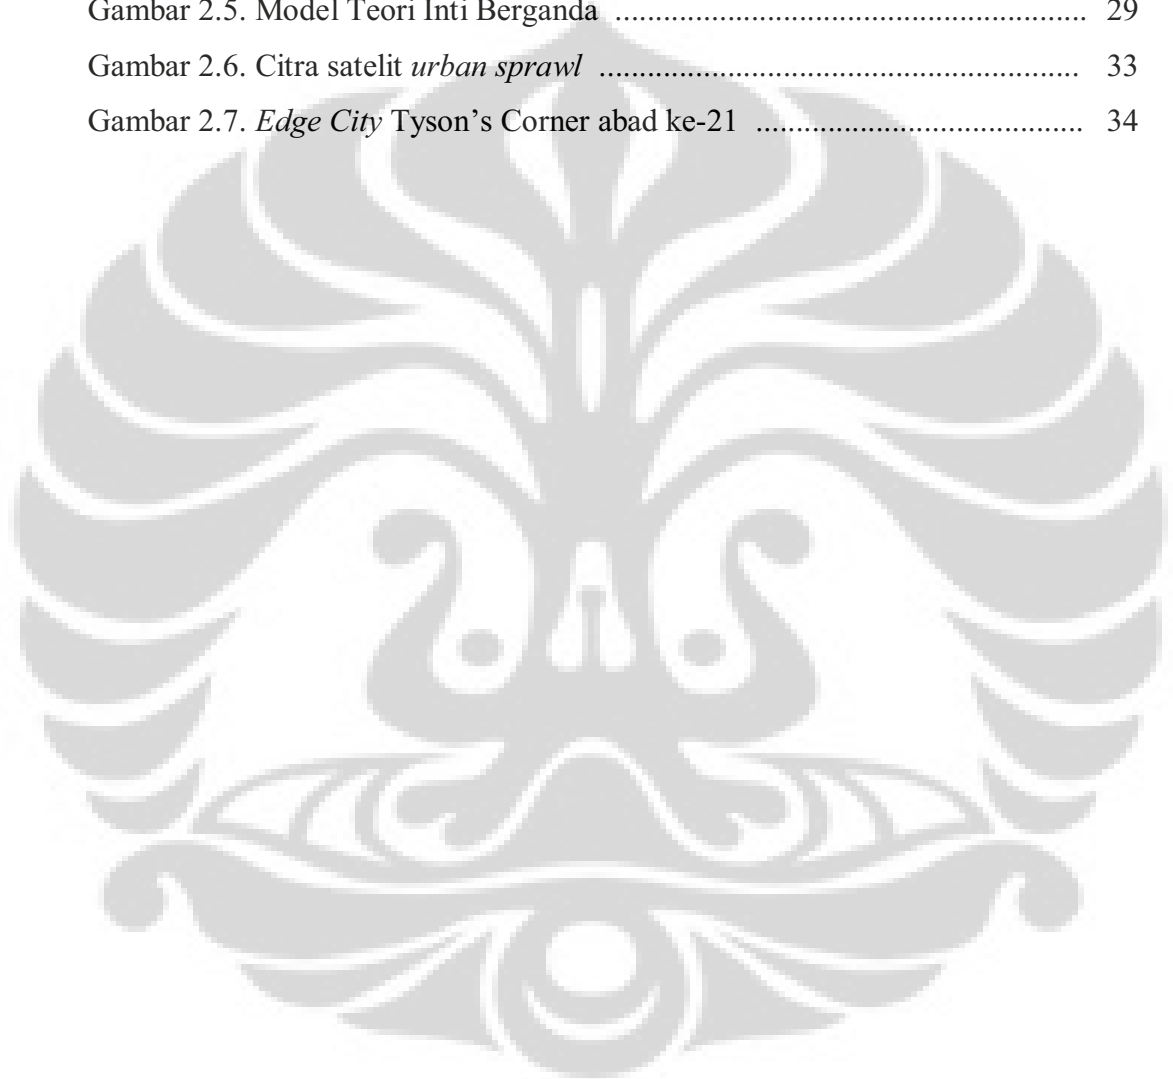 Gambar 2.5. Model Teori Inti Berganda ................................................................ 29
Gambar 2.6. Citra satelit urban sprawl ................................................................ 33
Gambar 2.7. Edge City Tyson’s Corner abad ke-21 ............................................ 34